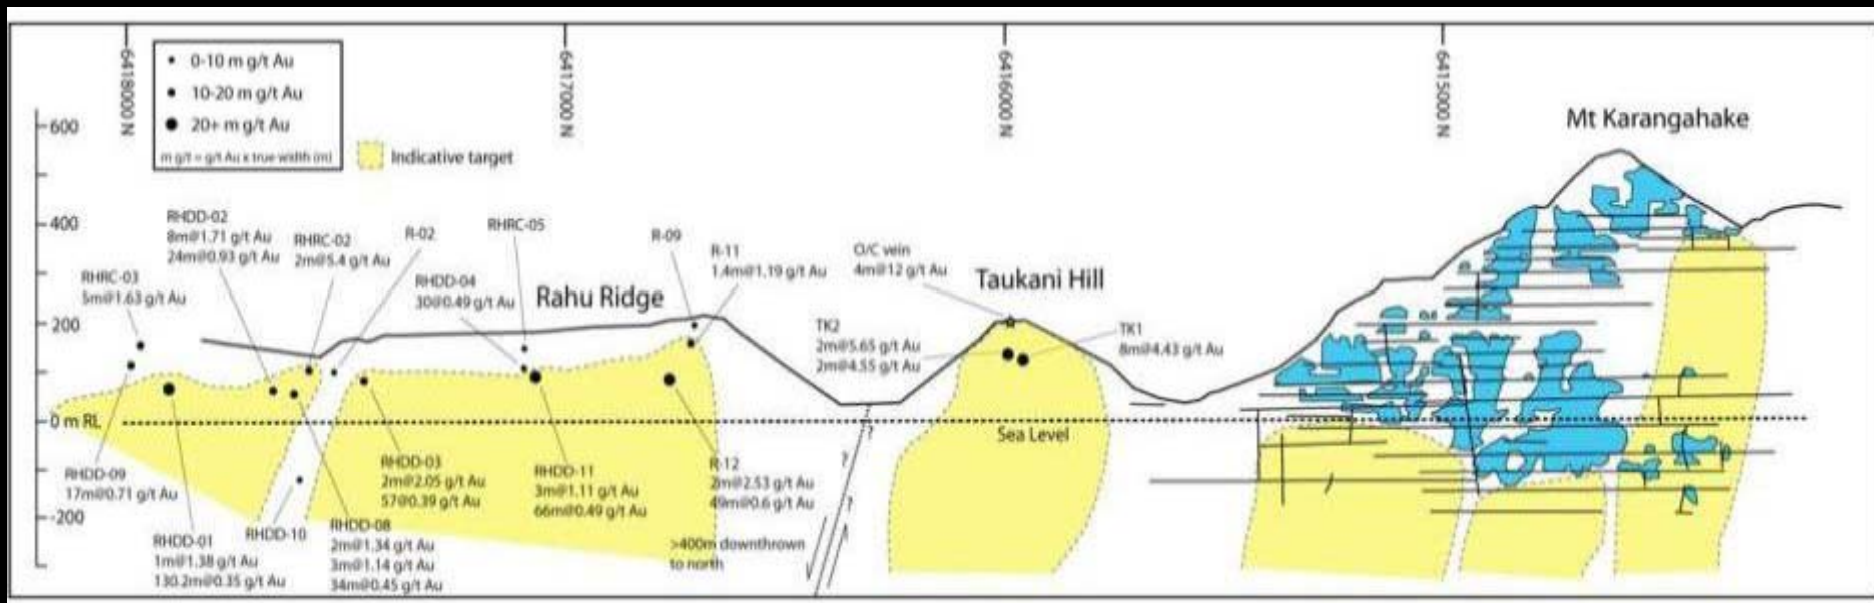 6418000 N
6417000 N
6416000 N
6415000 N
0-10 m g/t Au
10-20 m g/t Au
20+ m g/t Au
m g/t = g/t Au x true width (m)
Indicative target
600
400
200
0 m RL
-200
RHRC-03
5m@1.63 g/t Au
RHDD-02
8m@1.71 g/t Au
24m@0.93 g/t Au
RHRC-02
2m@5.4 g/t Au
R-02
RHDD-04
30@0.49 g/t Au
RHRC-05
Rahu Ridge
R-09
R-11
1.4m@1.19 g/t Au
O/C vein
4m@12 g/t Au
Taukani Hill
TK2
2m@5.65 g/t Au
2m@4.55 g/t Au
TK1
8m@4.43 g/t Au
Mt Karangahake
Sea Level
RHDD-09
17m@0.71 g/t Au
RHDD-01
1m@1.38 g/t Au
130.2m@0.35 g/t Au
RHDD-10
RHDD-08
2m@1.34 g/t Au
3m@1.14 g/t Au
34m@0.45 g/t Au
RHDD-03
2m@2.05 g/t Au
57@0.39 g/t Au
RHDD-11
3m@1.11 g/t Au
66m@0.49 g/t Au
R-12
2m@2.53 g/t Au
49m@0.6 g/t Au
>400m downthrown
to north
?
?
?